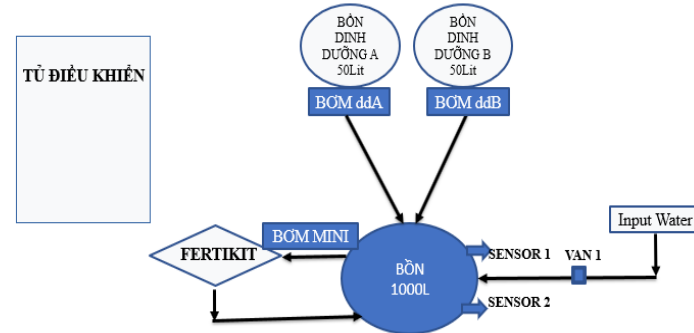 TỦ ĐIỀU KHIỂN
BỒN
DINH
DƯỠNG A
50Lit
BỒN
DINH
DƯỠNG B
50Lit
BƠM ddA
BƠM ddB
Input Water
BƠM MINI
FERTIKIT
BỒN
1000L
SENSOR 1
VAN 1
SENSOR 2